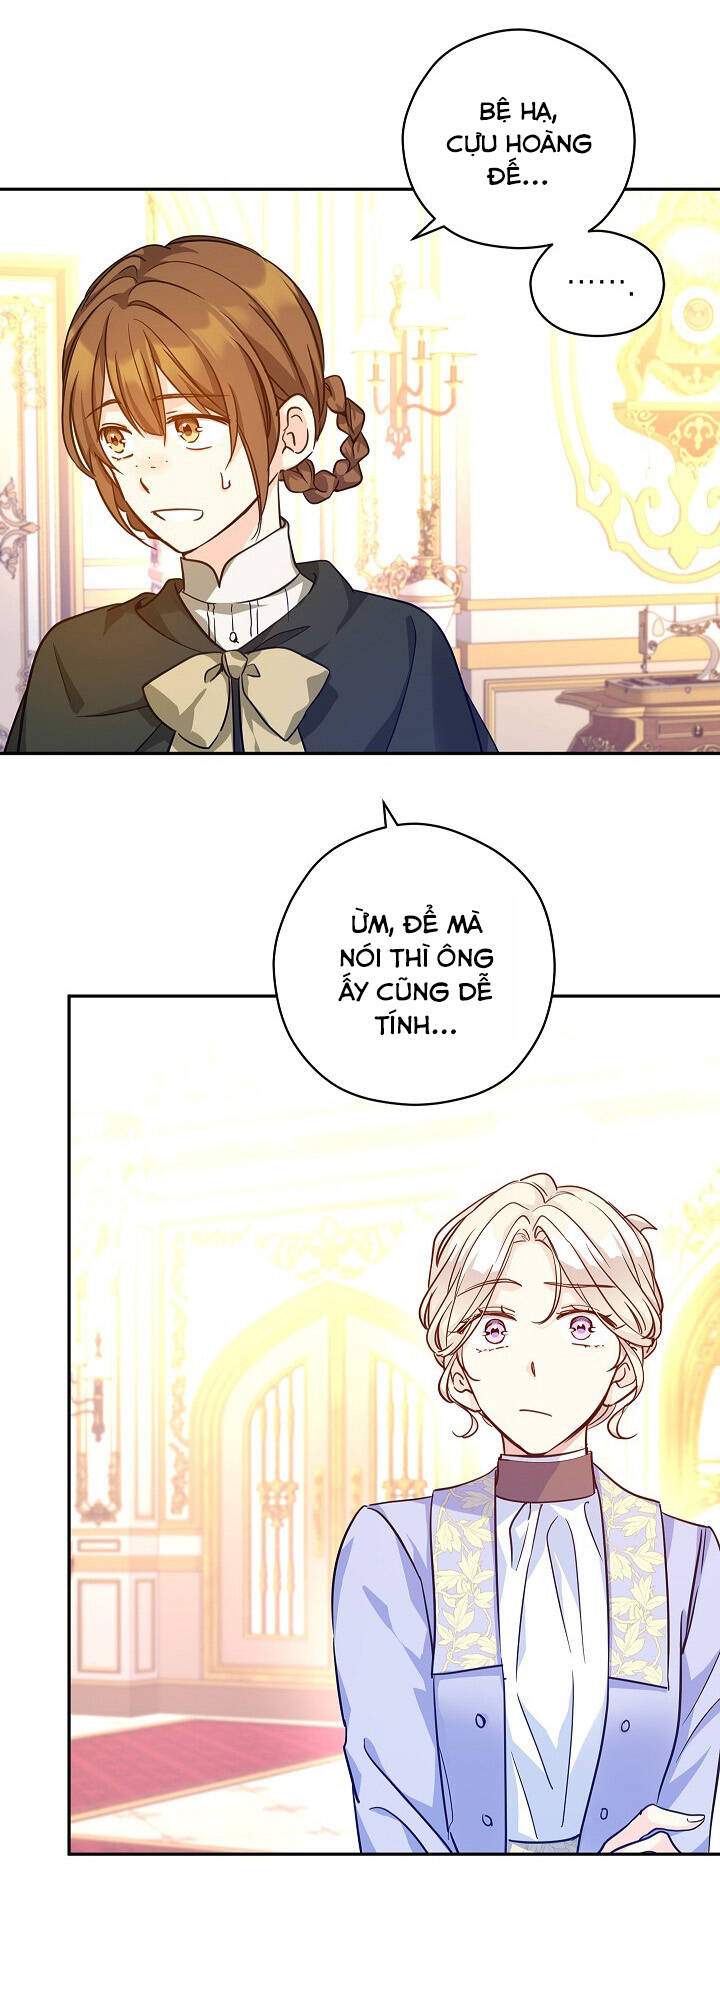 BỆ HẠ,
CỰU HOÀNG
ĐẾ...
.......
ỪM, ĐỂ MÀ
NÓI THÌ ÔNG
ẤY CŨNG DỄ
TÍNH...